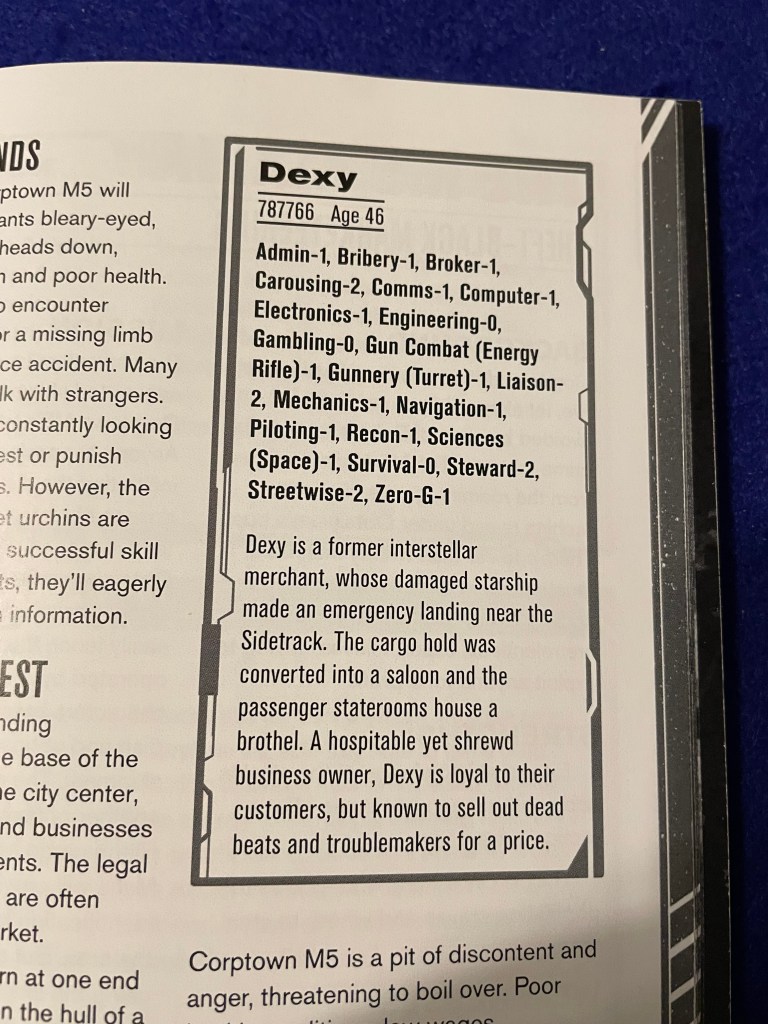 NDS
ptown M5 will
ants bleary-eyed,
heads down,
and poor health.
encounter
or a missing limb
ce accident. Many
lk with strangers.
constantly looking
est or punish
s. However, the
et urchins are
successful skill
ts, they'll eagerly
information.
EST
nding
e base of the
e city center,
nd businesses
ents. The legal
are often
rket.
rn at one end
n the hull of a
Dexy
787766 Age 46
Admin-1, Bribery-1, Broker-1,
Carousing-2, Comms-1, Computer-1,
Electronics-1, Engineering-0,
Gambling-0, Gun Combat (Energy
Rifle)-1, Gunnery (Turret)-1, Liaison-
2, Mechanics-1, Navigation-1,
Piloting-1, Recon-1, Sciences
(Space)-1, Survival-0, Steward-2,
Streetwise-2, Zero-G-1
Dexy is a former interstellar
merchant, whose damaged starship
made an emergency landing near the
Sidetrack. The cargo hold was
converted into a saloon and the
passenger staterooms house a
brothel. A hospitable yet shrewd
business owner, Dexy is loyal to their
customers, but known to sell out dead
beats and troublemakers for a price.
Corptown M5 is a pit of discontent and
anger, threatening to boil over. Poor